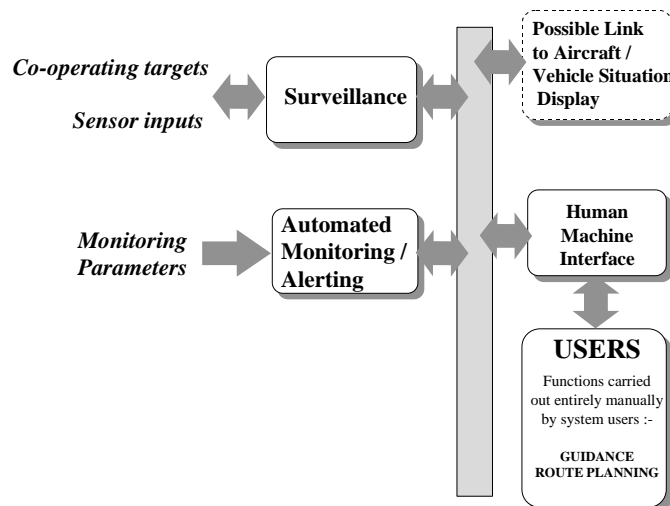 Co-operating targets
Sensor inputs
Surveillance
Possible Link
to Aircraft /
Vehicle Situation
Display
Monitoring
Parameters
Automated
Monitoring /
Alerting
Human
Machine
Interface
USERS
Functions carried
out entirely manually
by system users :-
GUIDANCE
ROUTE PLANNING